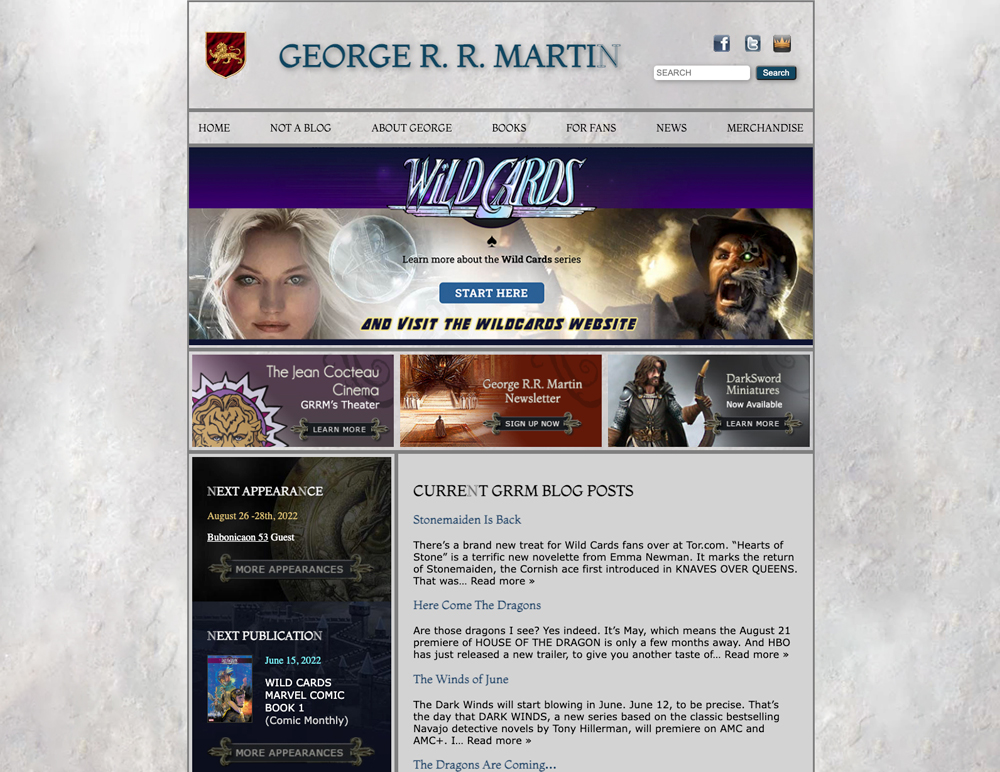 GEORGE R. R. MARTIN
SEARCH
Search
HOME
NOT A BLOG
ABOUT GEORGE
BOOKS
FOR FANS
NEWS
MERCHANDISE
WILD CARDS
Learn more about the Wild Cards series
START HERE
AND VISIT THE WILDCARDS WEBSITE
The Jean Cocteau
Cinema
GRRM's Theater
LEARN MORE
George R.R. Martin
Newsletter
SIGN UP NOW
DarkSword
Miniatures
Now Available
LEARN MORE
NEXT APPEARANCE
August 26 -28th, 2022
Bubonicaon 53 Guest
MORE APPEARANCES
NEXT PUBLICATION
June 15, 2022
WILD CARDS
MARVEL COMIC
BOOK 1
(Comic Monthly)
MORE APPEARANCES
CURRENT GRRM BLOG POSTS
Stonemaiden Is Back
There's a brand new treat for Wild Cards fans over at Tor.com. “Hearts of
Stone” is a terrific new novelette from Emma Newman. It marks the return
of Stonemaiden, the Cornish ace first introduced in KNAVES OVER QUEENS.
That was... Read more »
Here Come The Dragons
Are those dragons I see? Yes indeed. It's May, which means the August 21
premiere of HOUSE OF THE DRAGON is only a few months away. And HBO
has just released a new trailer, to give you another taste of... Read more »
The Winds of June
The Dark Winds will start blowing in June. June 12, to be precise. That's
the day that DARK WINDS, a new series based on the classic bestselling
Navajo detective novels by Tony Hillerman, will premiere on AMC and
AMC+. I... Read more »
The Dragons Are Coming...